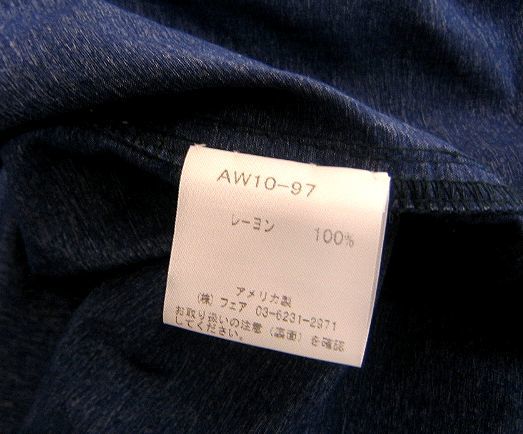 AW10-97
レーヨン 100%
アメリカ製
(株)フェア 03-6231-2971
お取り扱いの注意(裏面)を確認
してください。